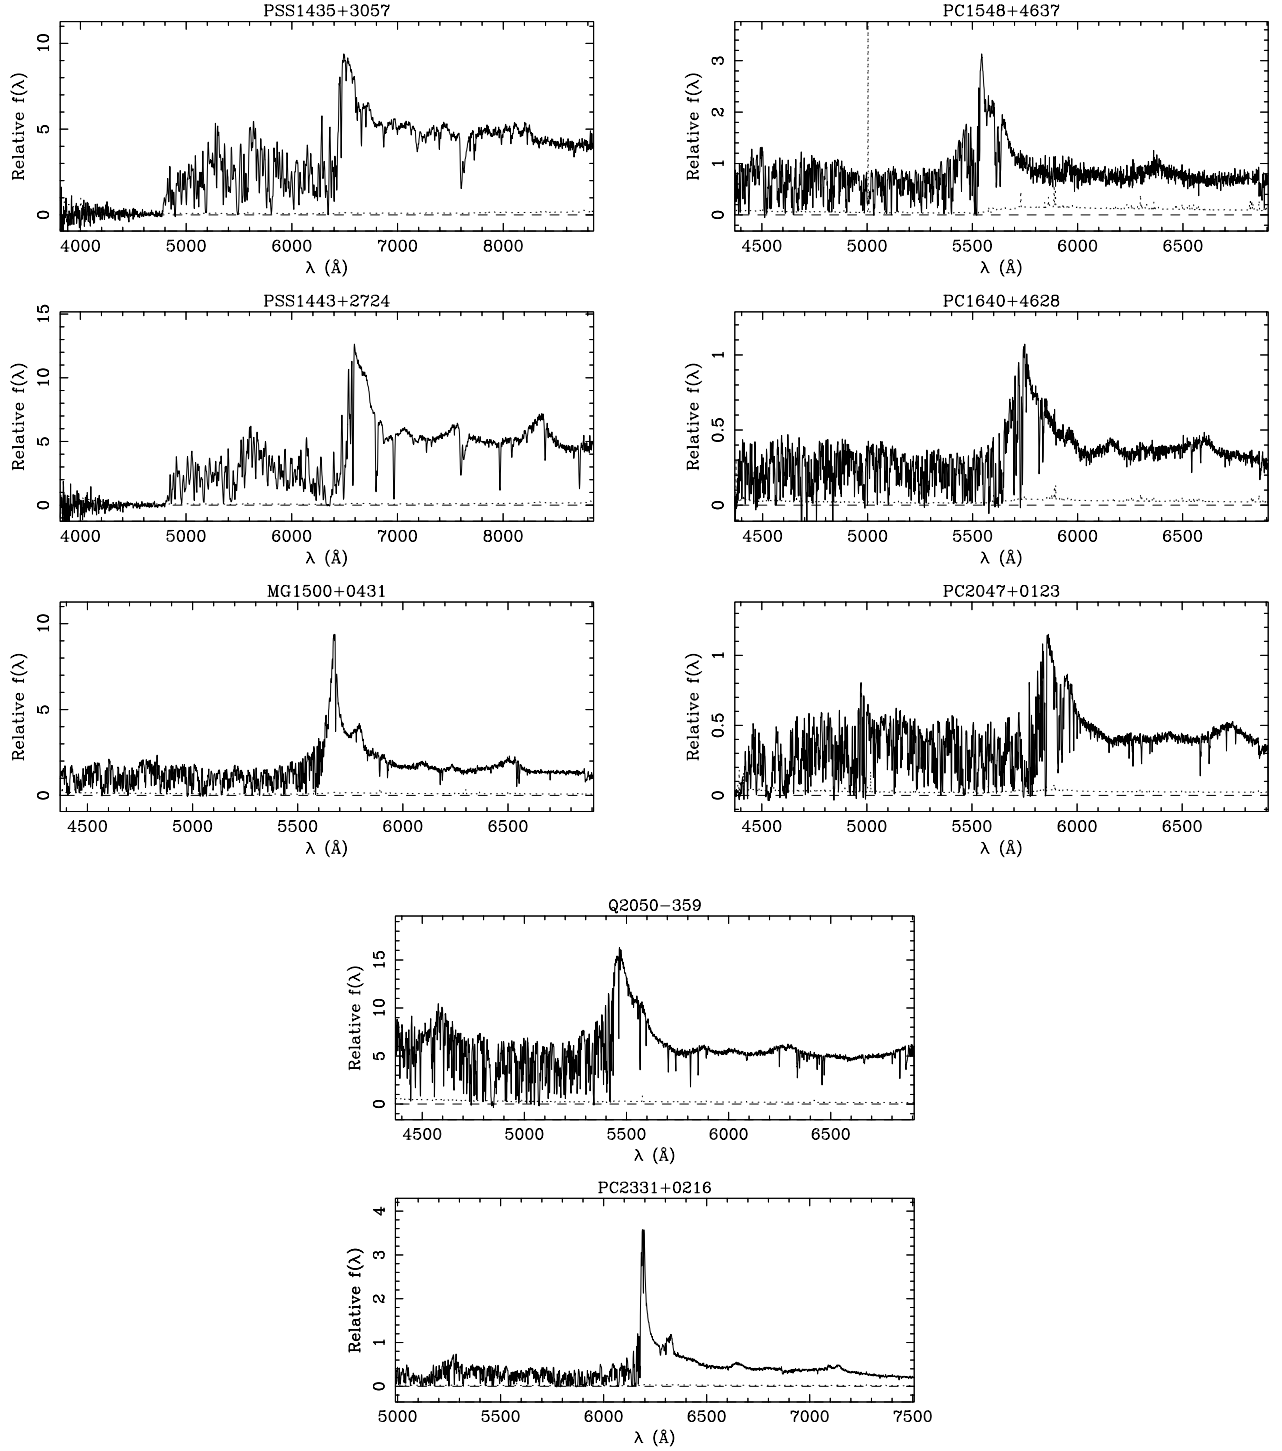 PSS1435+3057
Relative f(λ)
10
5
0
4000 5000 6000 7000 8000
λ (Å)
PC1548+4637
Relative f(λ)
3
2
1
0
4500 5000 5500 6000 6500
λ (Å)
PSS1443+2724
Relative f(λ)
15
10
5
0
4000 5000 6000 7000 8000
λ (Å)
PC1640+4628
Relative f(λ)
1
0.5
0
4500 5000 5500 6000 6500
λ (Å)
MG1500+0431
Relative f(λ)
10
5
0
4500 5000 5500 6000 6500
λ (Å)
PC2047+0123
Relative f(λ)
1
0.5
0
4500 5000 5500 6000 6500
λ (Å)
Q2050−359
Relative f(λ)
15
10
5
0
4500 5000 5500 6000 6500
λ (Å)
PC2331+0216
Relative f(λ)
4
3
2
1
0
5000 5500 6000 6500 7000 7500
λ (Å)